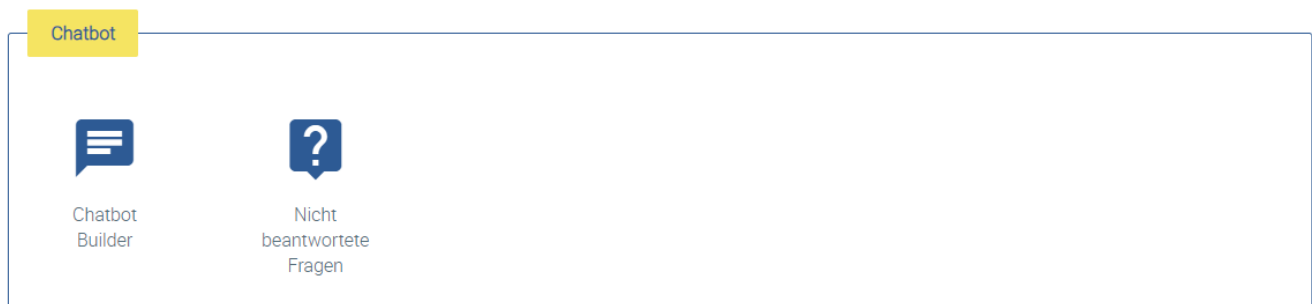 Chatbot
Chatbot
Builder
Nicht
beantwortete
Fragen